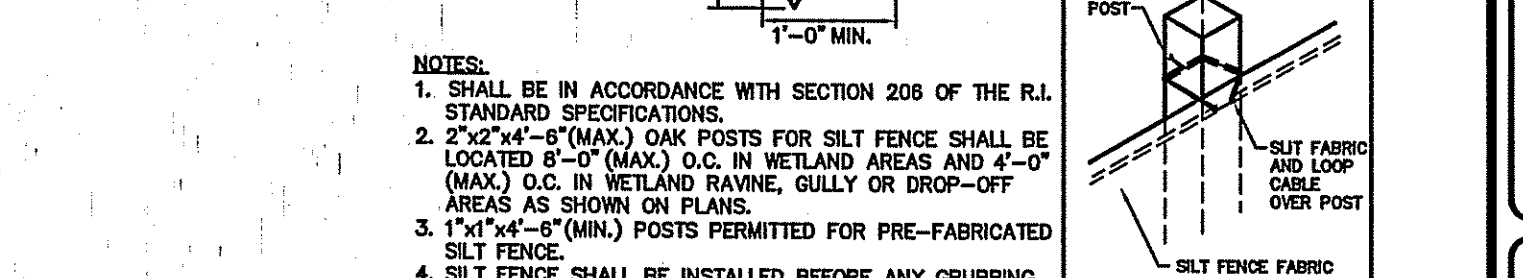 1'-0" MIN.
NOTES:
1. SHALL BE IN ACCORDANCE WITH SECTION 206 OF THE R.I.
STANDARD SPECIFICATIONS.
2. 2"x2"x4'-6"(MAX.) OAK POSTS FOR SILT FENCE SHALL BE
LOCATED 8'-0" (MAX.) O.C. IN WETLAND AREAS AND 4'-0"
(MAX.) O.C. IN WETLAND RAVINE, GULLY OR DROP-OFF
AREAS AS SHOWN ON PLANS.
3. 1"x1"x4'-6"(MIN.) POSTS PERMITTED FOR PRE-FABRICATED
SILT FENCE.
4. SILT FENCE SHALL BE INSTALLED BEFORE ANY GRUBBING
POST
SLIT FABRIC
AND LOOP
CABLE
OVER POST
SILT FENCE FABRIC